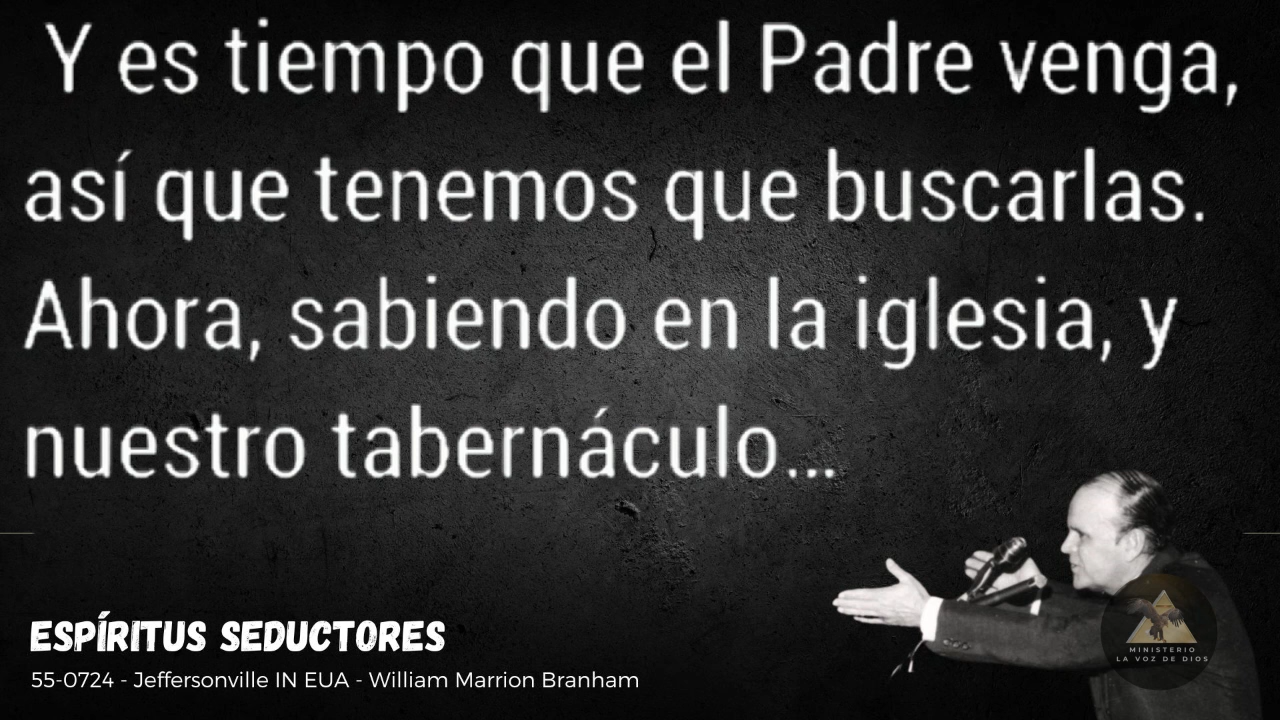 Y es tiempo que el Padre venga,
así que tenemos que buscarlas.
Ahora, sabiendo en la iglesia, y
nuestro tabernáculo...
ESPÍRITUS SEDUCTORES
55-0724 - Jeffersonville IN EUA - William Marrion Branham
MINISTERIO
LA VOZ DE DIOS